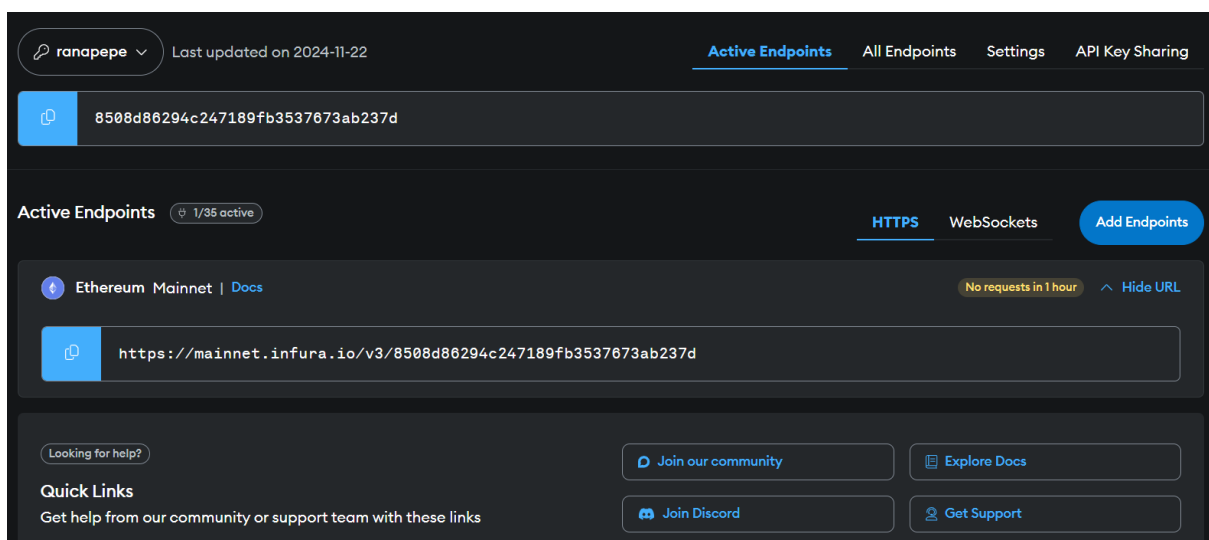 ranapepe Last updated on 2024-11-22 Active Endpoints All Endpoints Settings API Key Sharing
8508d86294c247189fb3537673ab237d
Active Endpoints 1/35 active HTTPS WebSockets Add Endpoints
Ethereum Mainnet | Docs No requests in 1 hour Hide URL
https://mainnet.infura.io/v3/8508d86294c247189fb3537673ab237d
Looking for help?
Quick Links
Get help from our community or support team with these links
Join our community Explore Docs
Join Discord Get Support